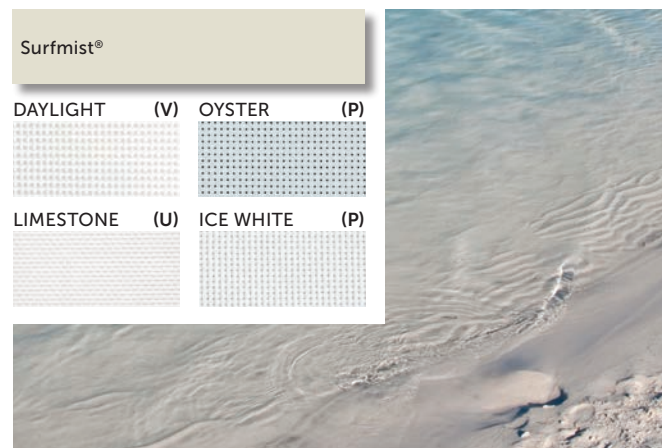 Surfmist®
DAYLIGHT (V) OYSTER (P)
LIMESTONE (U) ICE WHITE (P)